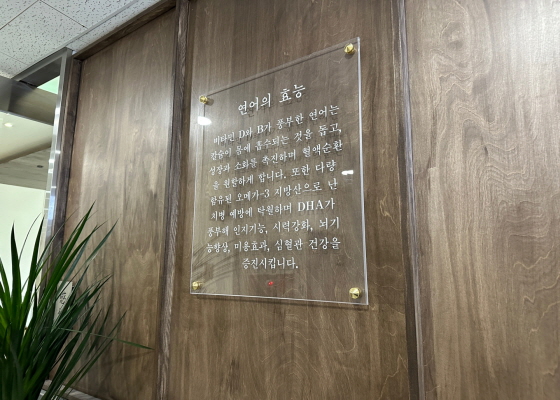 연어의 효능
비타민 D와 B가 풍부한 연어는
칼슘이 몸에 흡수되는 것을 돕고,
성장과 소화를 촉진하며 혈액순환
을 원활하게 합니다. 또한 다량
함유된 오메가-3 지방산으로 난
치병 예방에 탁월하며 DHA가
풍부해 인지기능, 시력강화, 뇌기
능향상, 미용효과, 심혈관 건강을
증진시킵니다.